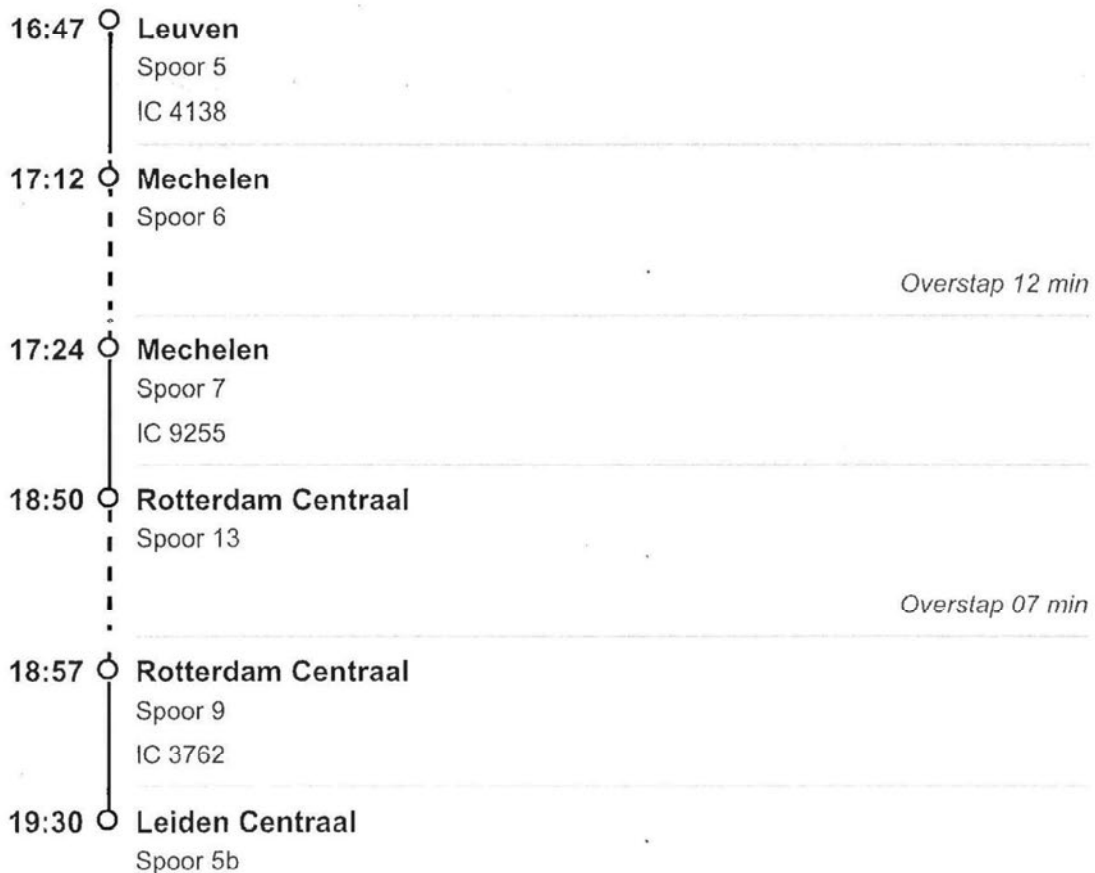 16:47 Leuven
Spoor 5
IC 4138
17:12 Mechelen
Spoor 6
Overstap 12 min
17:24 Mechelen
Spoor 7
IC 9255
18:50 Rotterdam Centraal
Spoor 13
Overstap 07 min
18:57 Rotterdam Centraal
Spoor 9
IC 3762
19:30 Leiden Centraal
Spoor 5b